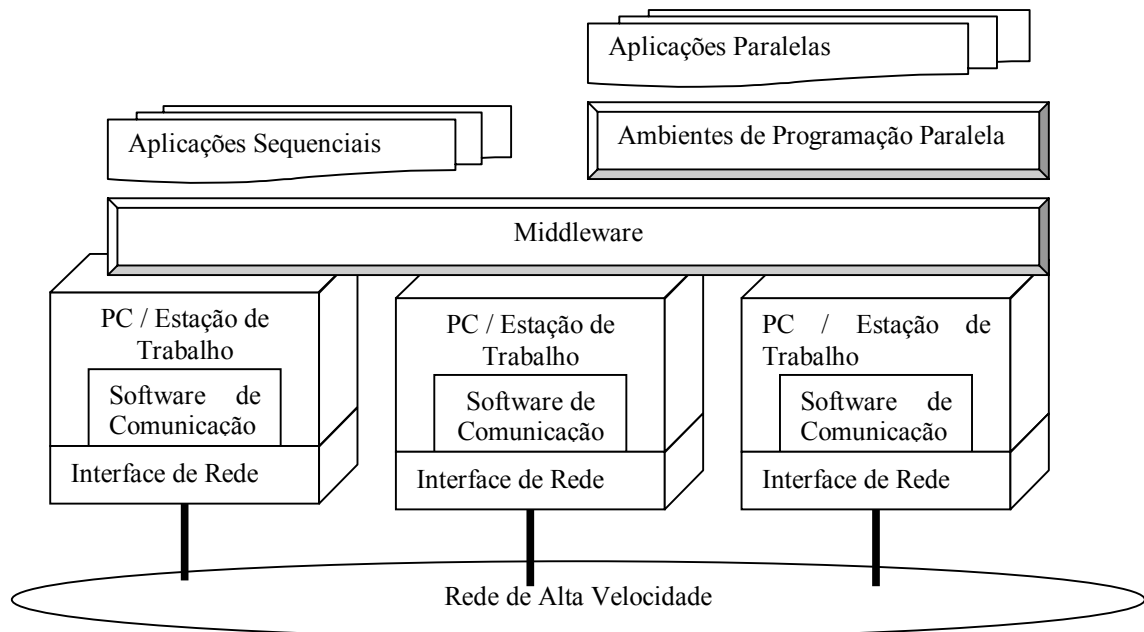 Aplicações Paralelas
Ambientes de Programação Paralela
Aplicações Sequenciais
Middleware
PC / Estação de
Trabalho
Software de
Comunicação
Interface de Rede
PC / Estação de
Trabalho
Software de
Comunicação
Interface de Rede
PC / Estação de
Trabalho
Software de
Comunicação
Interface de Rede
Rede de Alta Velocidade